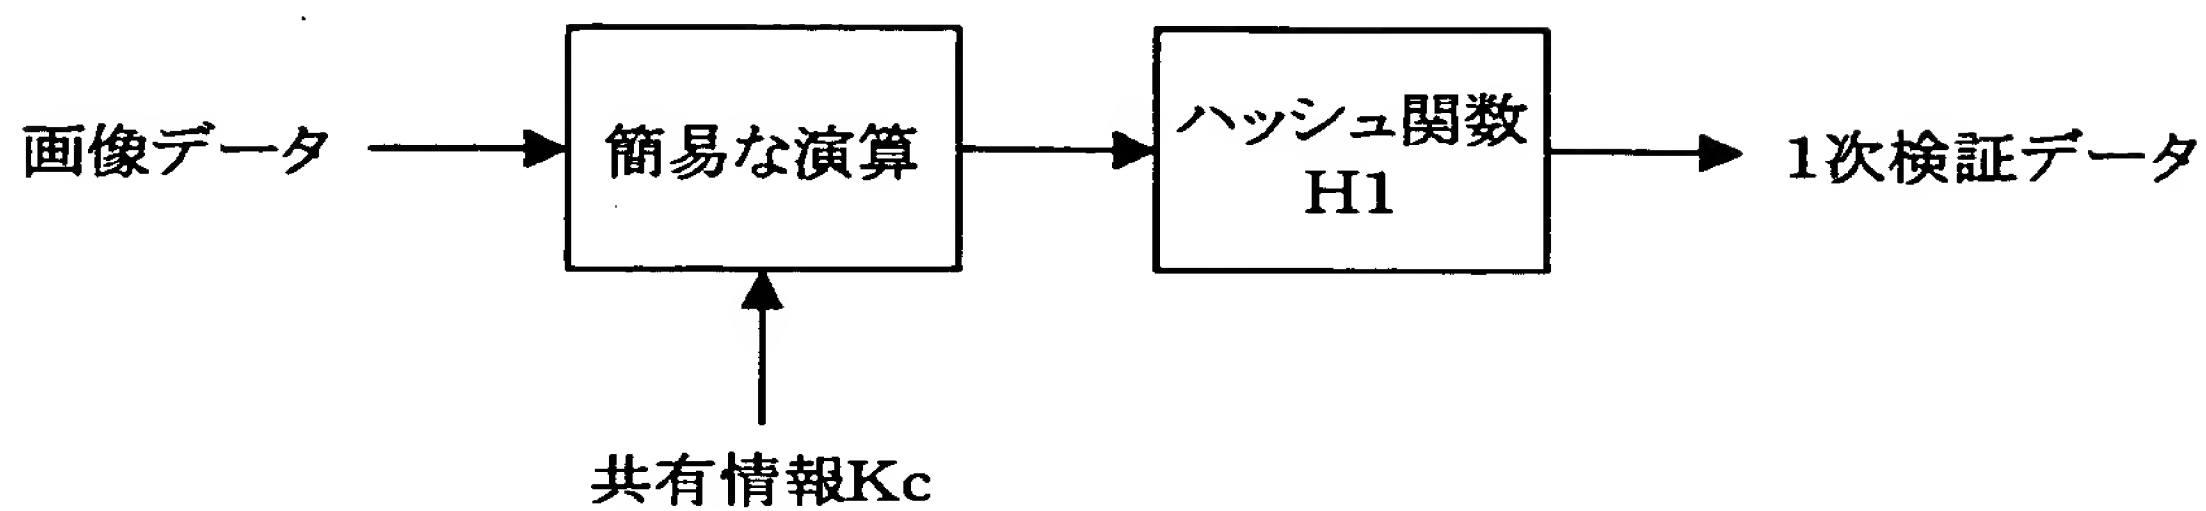 画像データ
簡易な演算
ハッシュ関数
H1
1次検証データ
共有情報Kc